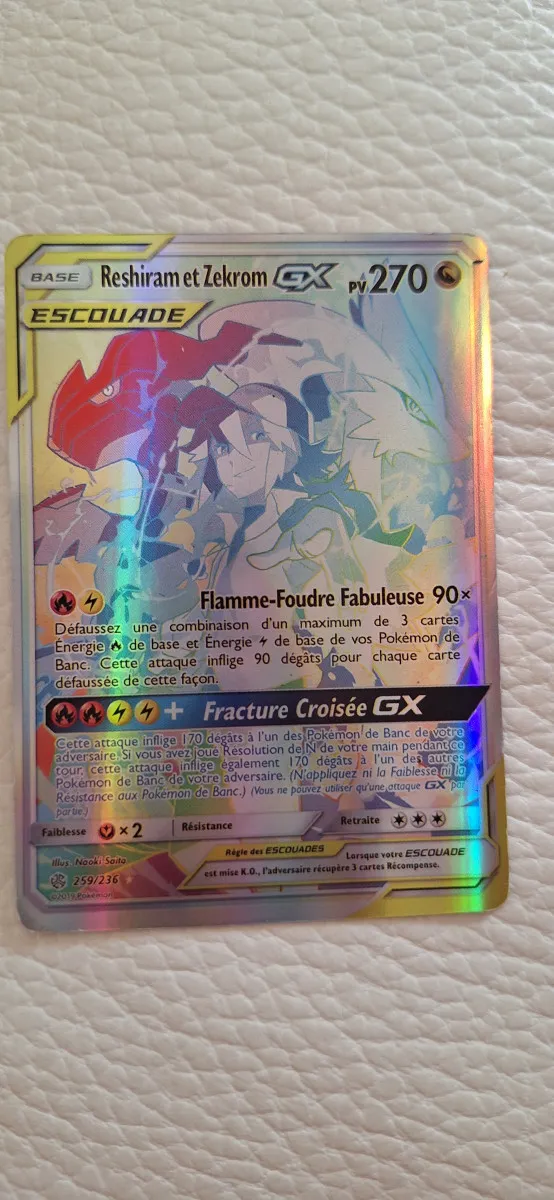 BASE Reshiram et Zekrom GX PV 270
ESCOUADE
Flamme-Foudre Fabuleuse 90×
Défaussez une combinaison d'un maximum de 3 cartes
Énergie de base et Énergie de base de vos Pokémon de
Banc. Cette attaque inflige 90 dégâts pour chaque carte
défaussée de cette façon.
+ Fracture Croisée GX
Cette attaque inflige 170 dégâts à l'un des Pokémon de Banc de votre
adversaire. Si vous avez joué Résolution de N de votre main pendant ce
tour, cette attaque inflige également 170 dégâts à l'un des autres
Pokémon de Banc de votre adversaire. (N'appliquez ni la Faiblesse ni la
Résistance aux Pokémon de Banc.) (Vous ne pouvez utiliser qu'une attaque GX par
partie.)
Faiblesse ×2 Résistance Retraite
Illus. Naoki Saito
259/236
©2019 Pokémon
Règle des ESCOUADES Lorsque votre ESCOUADE
est mise K.O., l'adversaire récupère 3 cartes Récompense.